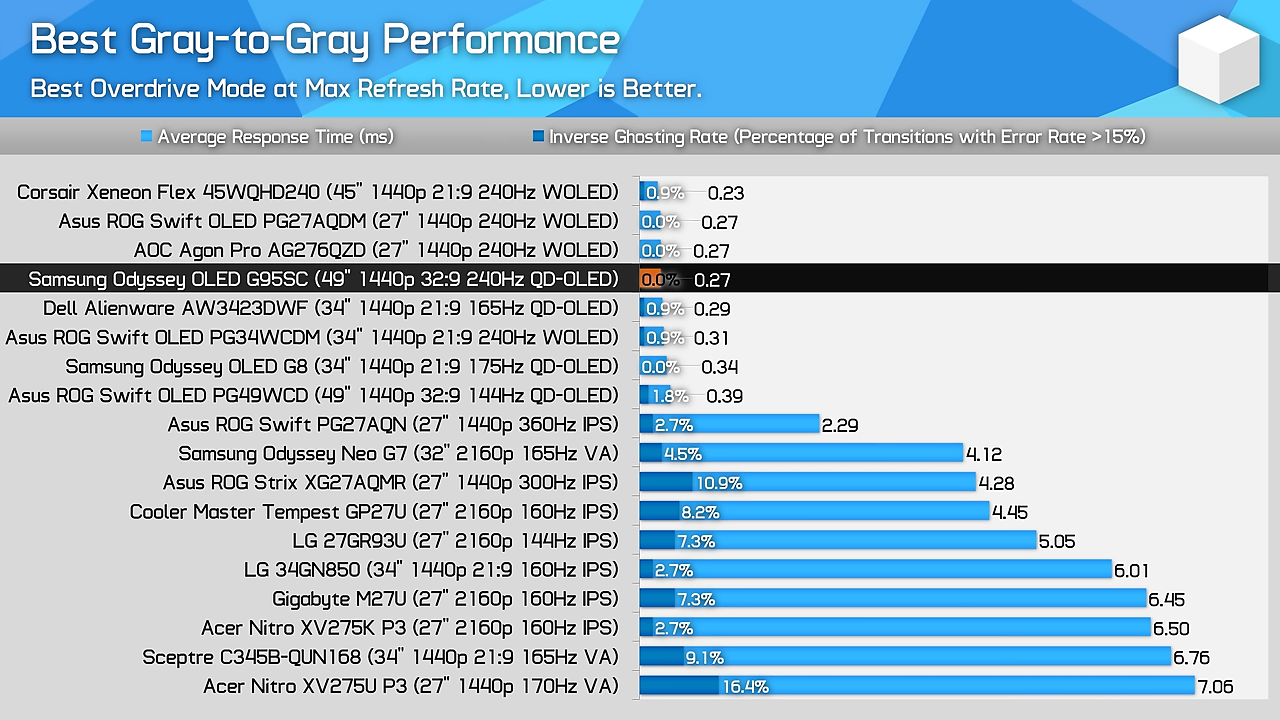 Best Gray-to-Gray Performance
Best Overdrive Mode at Max Refresh Rate, Lower is Better.
Average Response Time (ms) Inverse Ghosting Rate (Percentage of Transitions with Error Rate >15%)
Corsair Xeneon Flex 45WQHD240 (45" 1440p 21:9 240Hz WOLED) 0.9% 0.23
Asus ROG Swift OLED PG27AQDM (27" 1440p 240Hz WOLED) 0.0% 0.27
AOC Agon Pro AG276QZD (27" 1440p 240Hz WOLED) 0.0% 0.27
Samsung Odyssey OLED G95SC (49" 1440p 32:9 240Hz QD-OLED) 0.0% 0.27
Dell Alienware AW3423DWF (34" 1440p 21:9 165Hz QD-OLED) 0.9% 0.29
Asus ROG Swift OLED PG34WCDM (34" 1440p 21:9 240Hz WOLED) 0.9% 0.31
Samsung Odyssey OLED G8 (34" 1440p 21:9 175Hz QD-OLED) 0.0% 0.34
Asus ROG Swift OLED PG49WCD (49" 1440p 32:9 144Hz QD-OLED) 1.8% 0.39
Asus ROG Swift PG27AQN (27" 1440p 360Hz IPS) 2.7% 2.29
Samsung Odyssey Neo G7 (32" 2160p 165Hz VA) 4.5% 4.12
Asus ROG Strix XG27AQMR (27" 1440p 300Hz IPS) 10.9% 4.28
Cooler Master Tempest GP27U (27" 2160p 160Hz IPS) 8.2% 4.45
LG 27GR93U (27" 2160p 144Hz IPS) 7.3% 5.05
LG 34GN850 (34" 1440p 21:9 160Hz IPS) 2.7% 6.01
Gigabyte M27U (27" 2160p 160Hz IPS) 7.3% 6.45
Acer Nitro XV275K P3 (27" 2160p 160Hz IPS) 2.7% 6.50
Sceptre C345B-QUN168 (34" 1440p 21:9 165Hz VA) 9.1% 6.76
Acer Nitro XV275U P3 (27" 1440p 170Hz VA) 16.4% 7.06